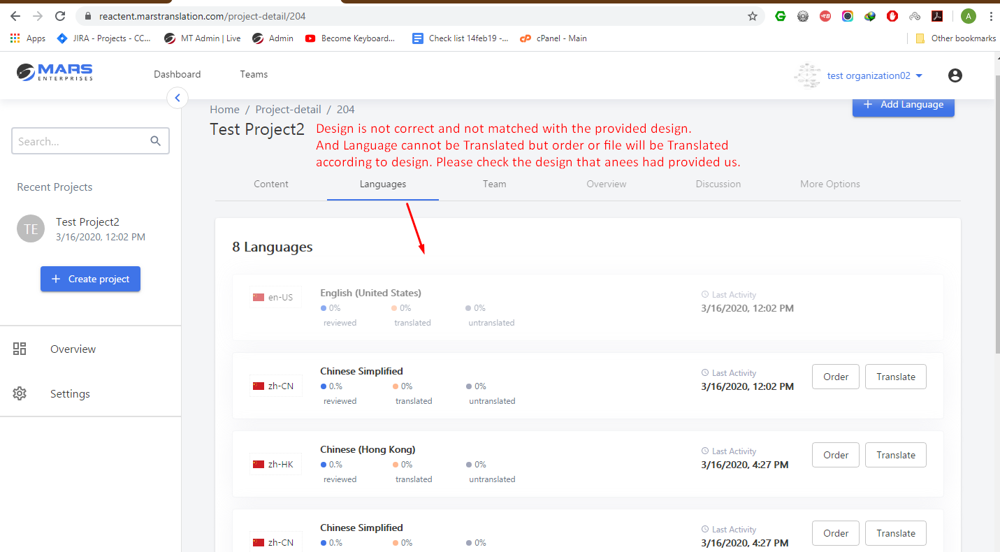 reactent.marstranslation.com/project-detail/204
A
Apps
JIRA - Projects - CC...
MT Admin | Live
Admin
Become Keyboard...
Check list 14feb19 -...
cPanel - Main
Other bookmarks
MARS
ENTERPRISES
Dashboard
Teams
test organization02
Home / Project-detail / 204
+ Add Language
Test Project2
Design is not correct and not matched with the provided design.
And Language cannot be Translated but order or file will be Translated
according to design. Please check the design that anees had provided us.
Search...
Recent Projects
TE
Test Project2
3/16/2020, 12:02 PM
+ Create project
Overview
Settings
Content
Languages
Team
Overview
Discussion
More Options
8 Languages
en-US
English (United States)
0%
0%
0%
reviewed
translated
untranslated
Last Activity
3/16/2020, 12:02 PM
zh-CN
Chinese Simplified
0.%
0%
0%
reviewed
translated
untranslated
Last Activity
3/16/2020, 12:02 PM
Order
Translate
zh-HK
Chinese (Hong Kong)
0.%
0%
0%
reviewed
translated
untranslated
Last Activity
3/16/2020, 4:27 PM
Order
Translate
zh-CN
Chinese Simplified
0.%
0%
0%
Last Activity
3/16/2020, 4:27 PM
Order
Translate